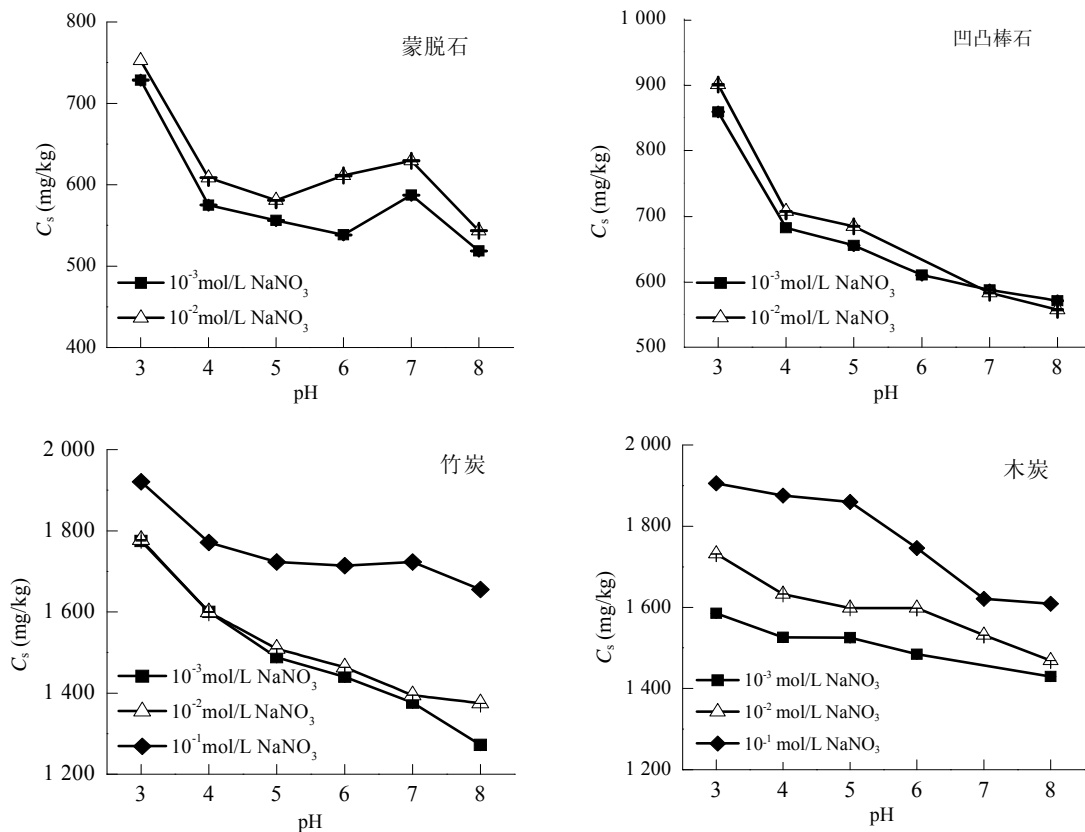 蒙脱石
800
700
600
500
400
C_s (mg/kg)
10^-3 mol/L NaNO_3
10^-2 mol/L NaNO_3
3 4 5 6 7 8
pH
凹凸棒石
1 000
900
800
700
600
500
C_s (mg/kg)
10^-3 mol/L NaNO_3
10^-2 mol/L NaNO_3
3 4 5 6 7 8
pH
竹炭
2 000
1 800
1 600
1 400
1 200
C_s (mg/kg)
10^-3 mol/L NaNO_3
10^-2 mol/L NaNO_3
10^-1 mol/L NaNO_3
3 4 5 6 7 8
pH
木炭
2 000
1 800
1 600
1 400
1 200
C_s (mg/kg)
10^-3 mol/L NaNO_3
10^-2 mol/L NaNO_3
10^-1 mol/L NaNO_3
3 4 5 6 7 8
pH